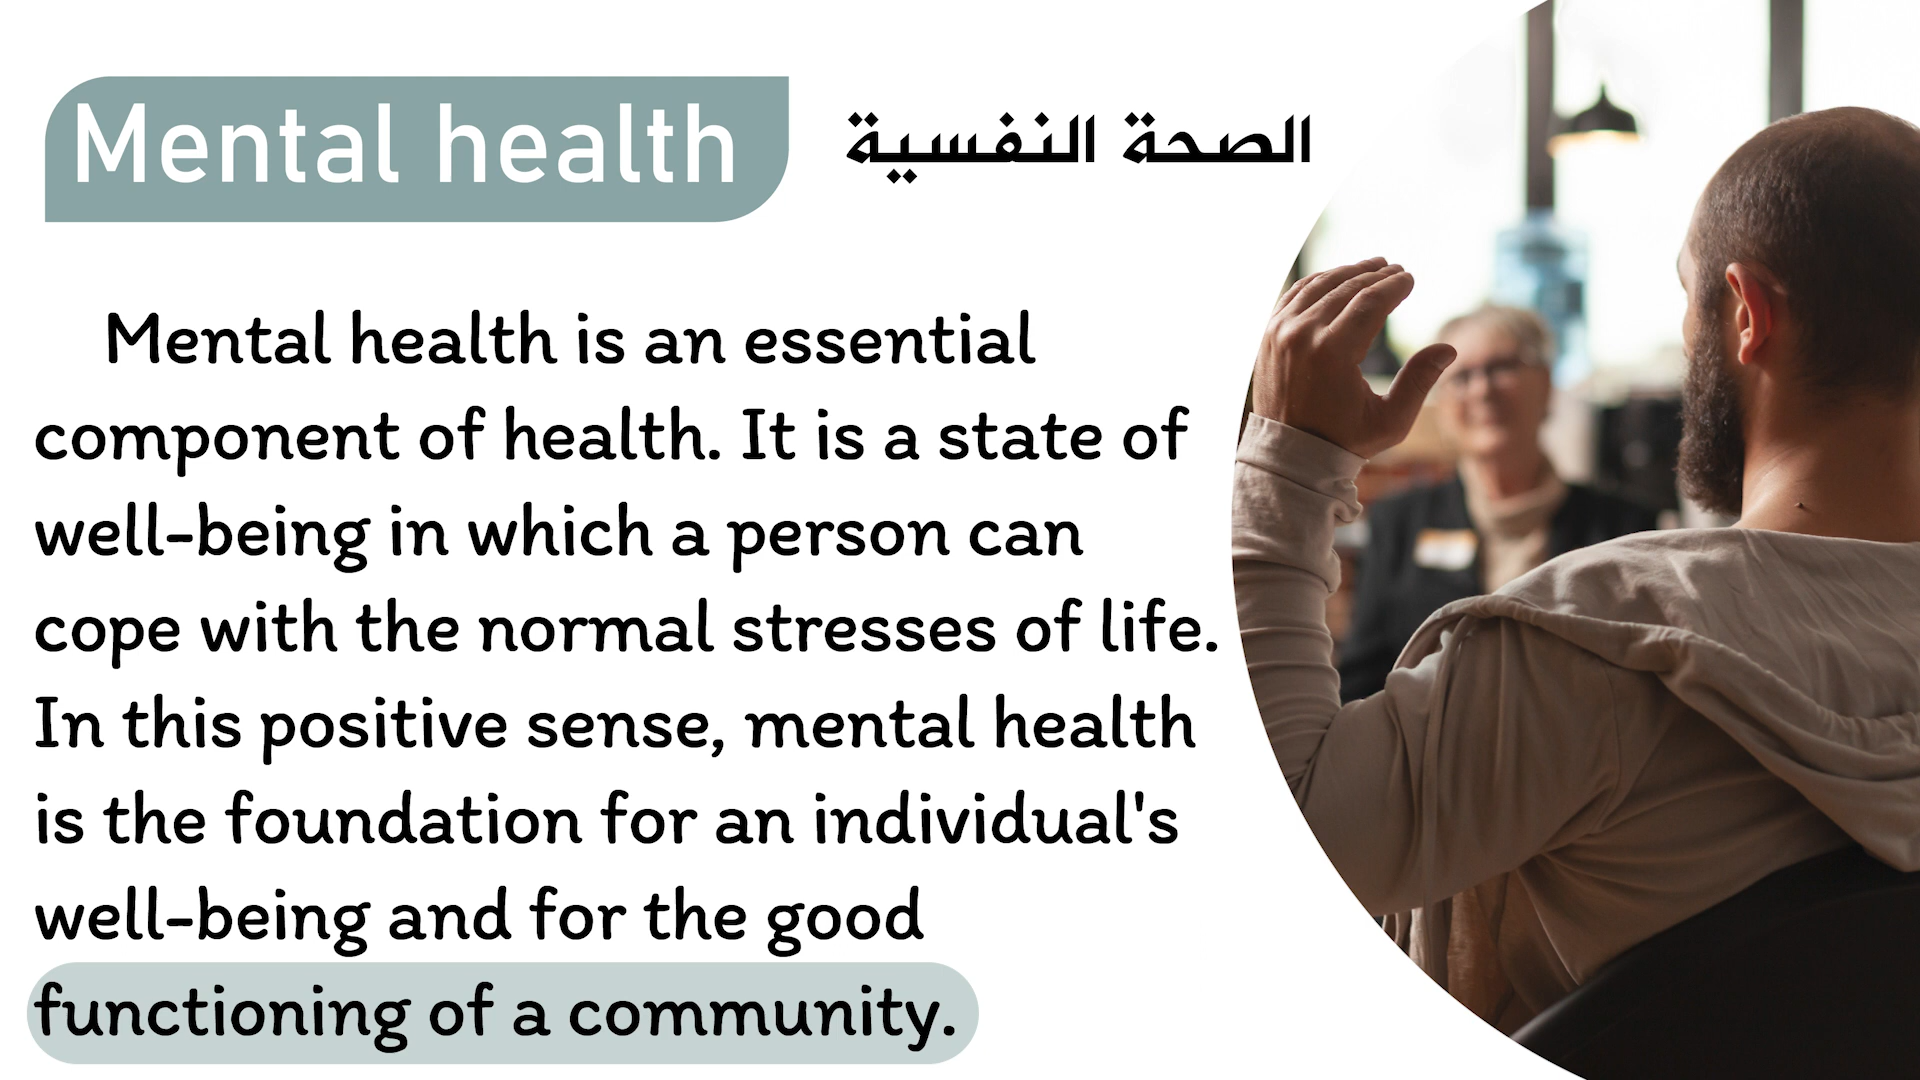 Mental health
الصحة النفسية
Mental health is an essential
component of health. It is a state of
well-being in which a person can
cope with the normal stresses of life.
In this positive sense, mental health
is the foundation for an individual's
well-being and for the good
functioning of a community.